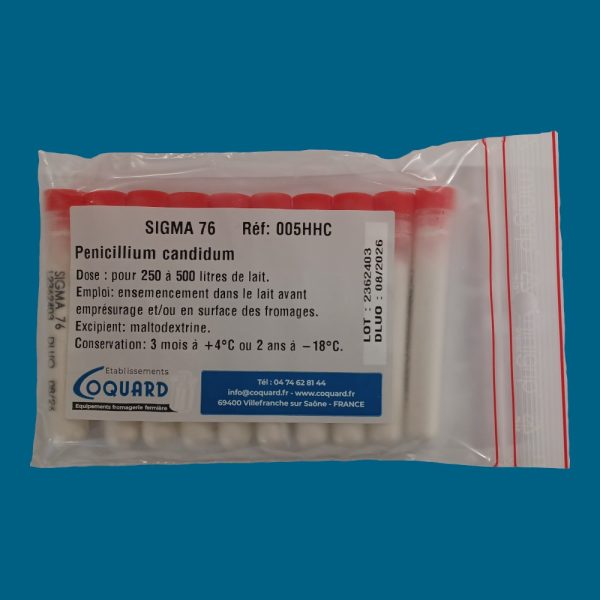 SIGMA 76 Réf: 005HHC
Penicillium candidum
Dose : pour 250 à 500 litres de lait.
Emploi: ensemencement dans le lait avant
emprésurage et/ou en surface des fromages.
Excipient: maltodextrine.
Conservation: 3 mois à +4°C ou 2 ans à -18°C.
LOT : 2362403
DLUO : 08/2026
Etablissements
COQUARD
Equipements fromagerie fermière
Tél : 04 74 62 81 44
info@coquard.fr - www.coquard.fr
69400 Villefranche sur Saône - FRANCE
SIGMA 76